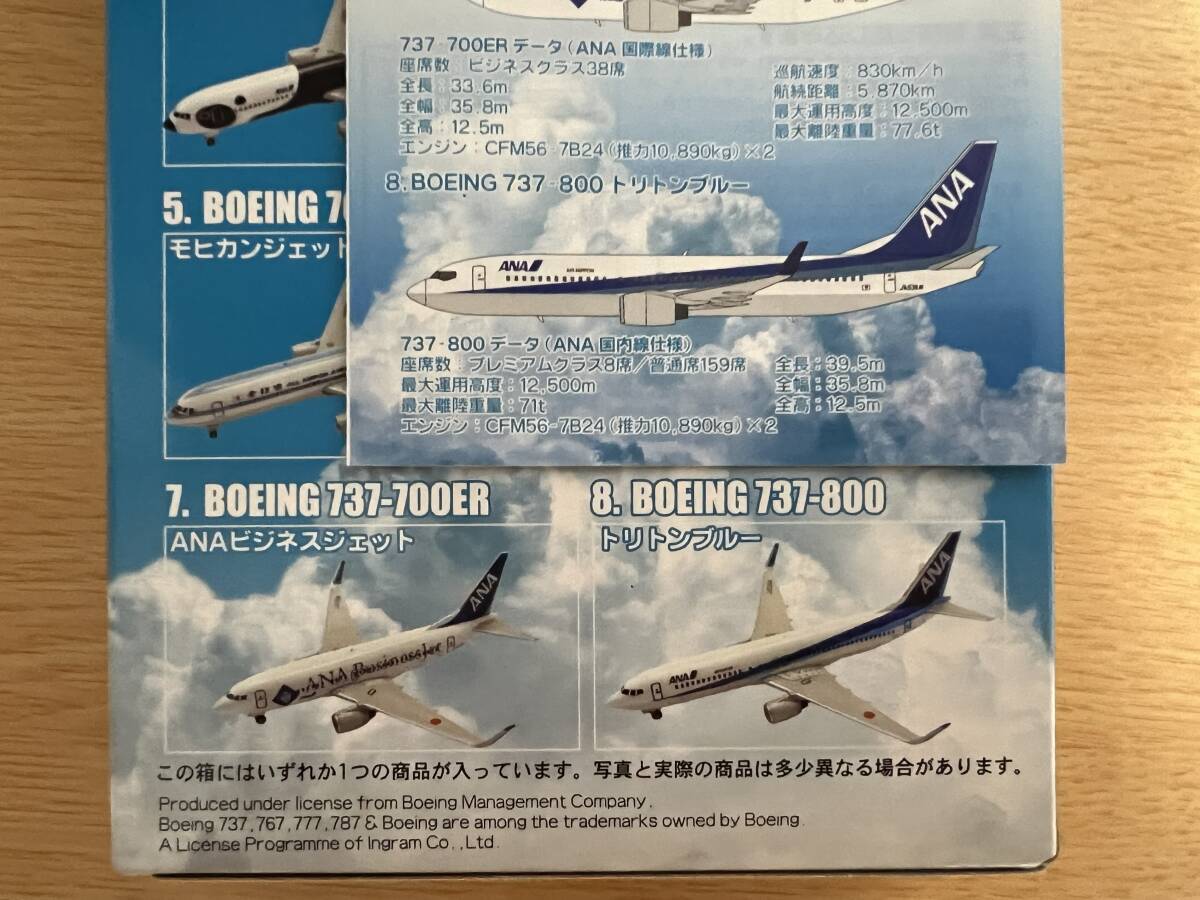 737-700ER データ(ANA 国際線仕様)
座席数：ビジネスクラス38席
全長：33.6m
全幅：35.8m
全高：12.5m
巡航速度：830km/h
航続距離：5,870km
最大運用高度：12,500m
最大離陸重量：77.6t
エンジン：CFM56-7B24(推力10,890kg)×2
8.BOEING 737-800 トリトンブルー
ANA
ANA
737-800 データ(ANA 国内線仕様)
座席数：プレミアムクラス8席／普通席159席
最大運用高度：12,500m
最大離陸重量：71t
全長：39.5m
全幅：35.8m
全高：12.5m
エンジン：CFM56-7B24(推力10,890kg)×2
ANA
5. BOEING
モヒカンジェット
7. BOEING 737-700ER
ANAビジネスジェット
ANA
ANA BusinessJet
8. BOEING 737-800
トリトンブルー
ANA
ANA
この箱にはいずれか1つの商品が入っています。写真と実際の商品は多少異なる場合があります。
Produced under license from Boeing Management Company.
Boeing 737,767,777,787 & Boeing are among the trademarks owned by Boeing.
A License Programme of Ingram Co.,Ltd.